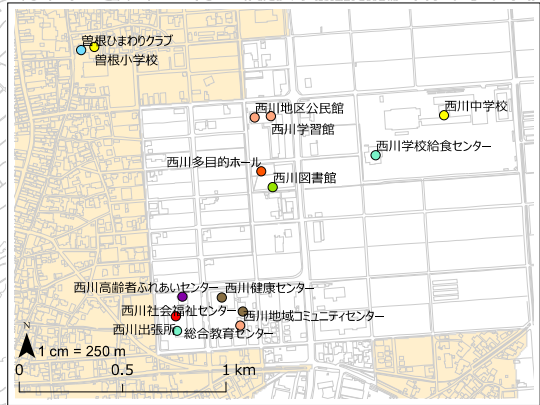 曽根ひまわりクラブ
曽根小学校
西川地区公民館
西川中学校
西川学習館
西川学校給食センター
西川多目的ホール
西川図書館
西川高齢者ふれあいセンター
西川健康センター
西川社会福祉センター
西川地域コミュニティセンター
西川出張所
総合教育センター
N
1 cm = 250 m
0 0.5 1 km